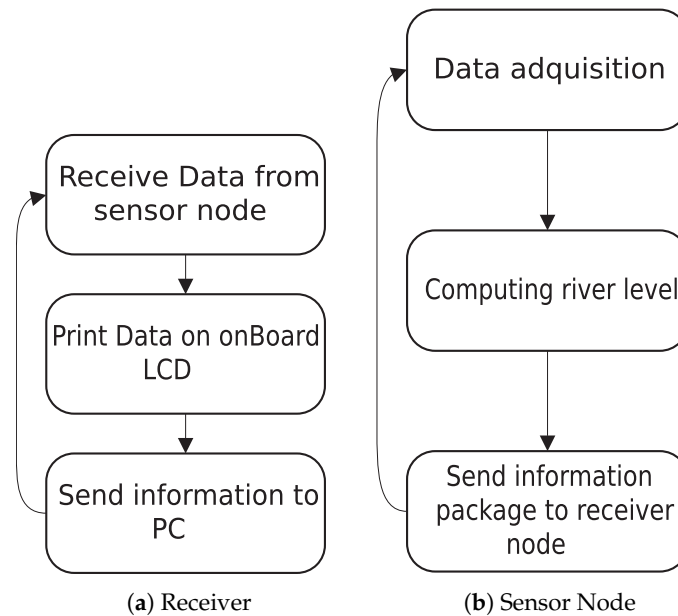 Receive Data from
sensor node
Print Data on onBoard
LCD
Send information to
PC
(a) Receiver
Data adquisition
Computing river level
Send information
package to receiver
node
(b) Sensor Node